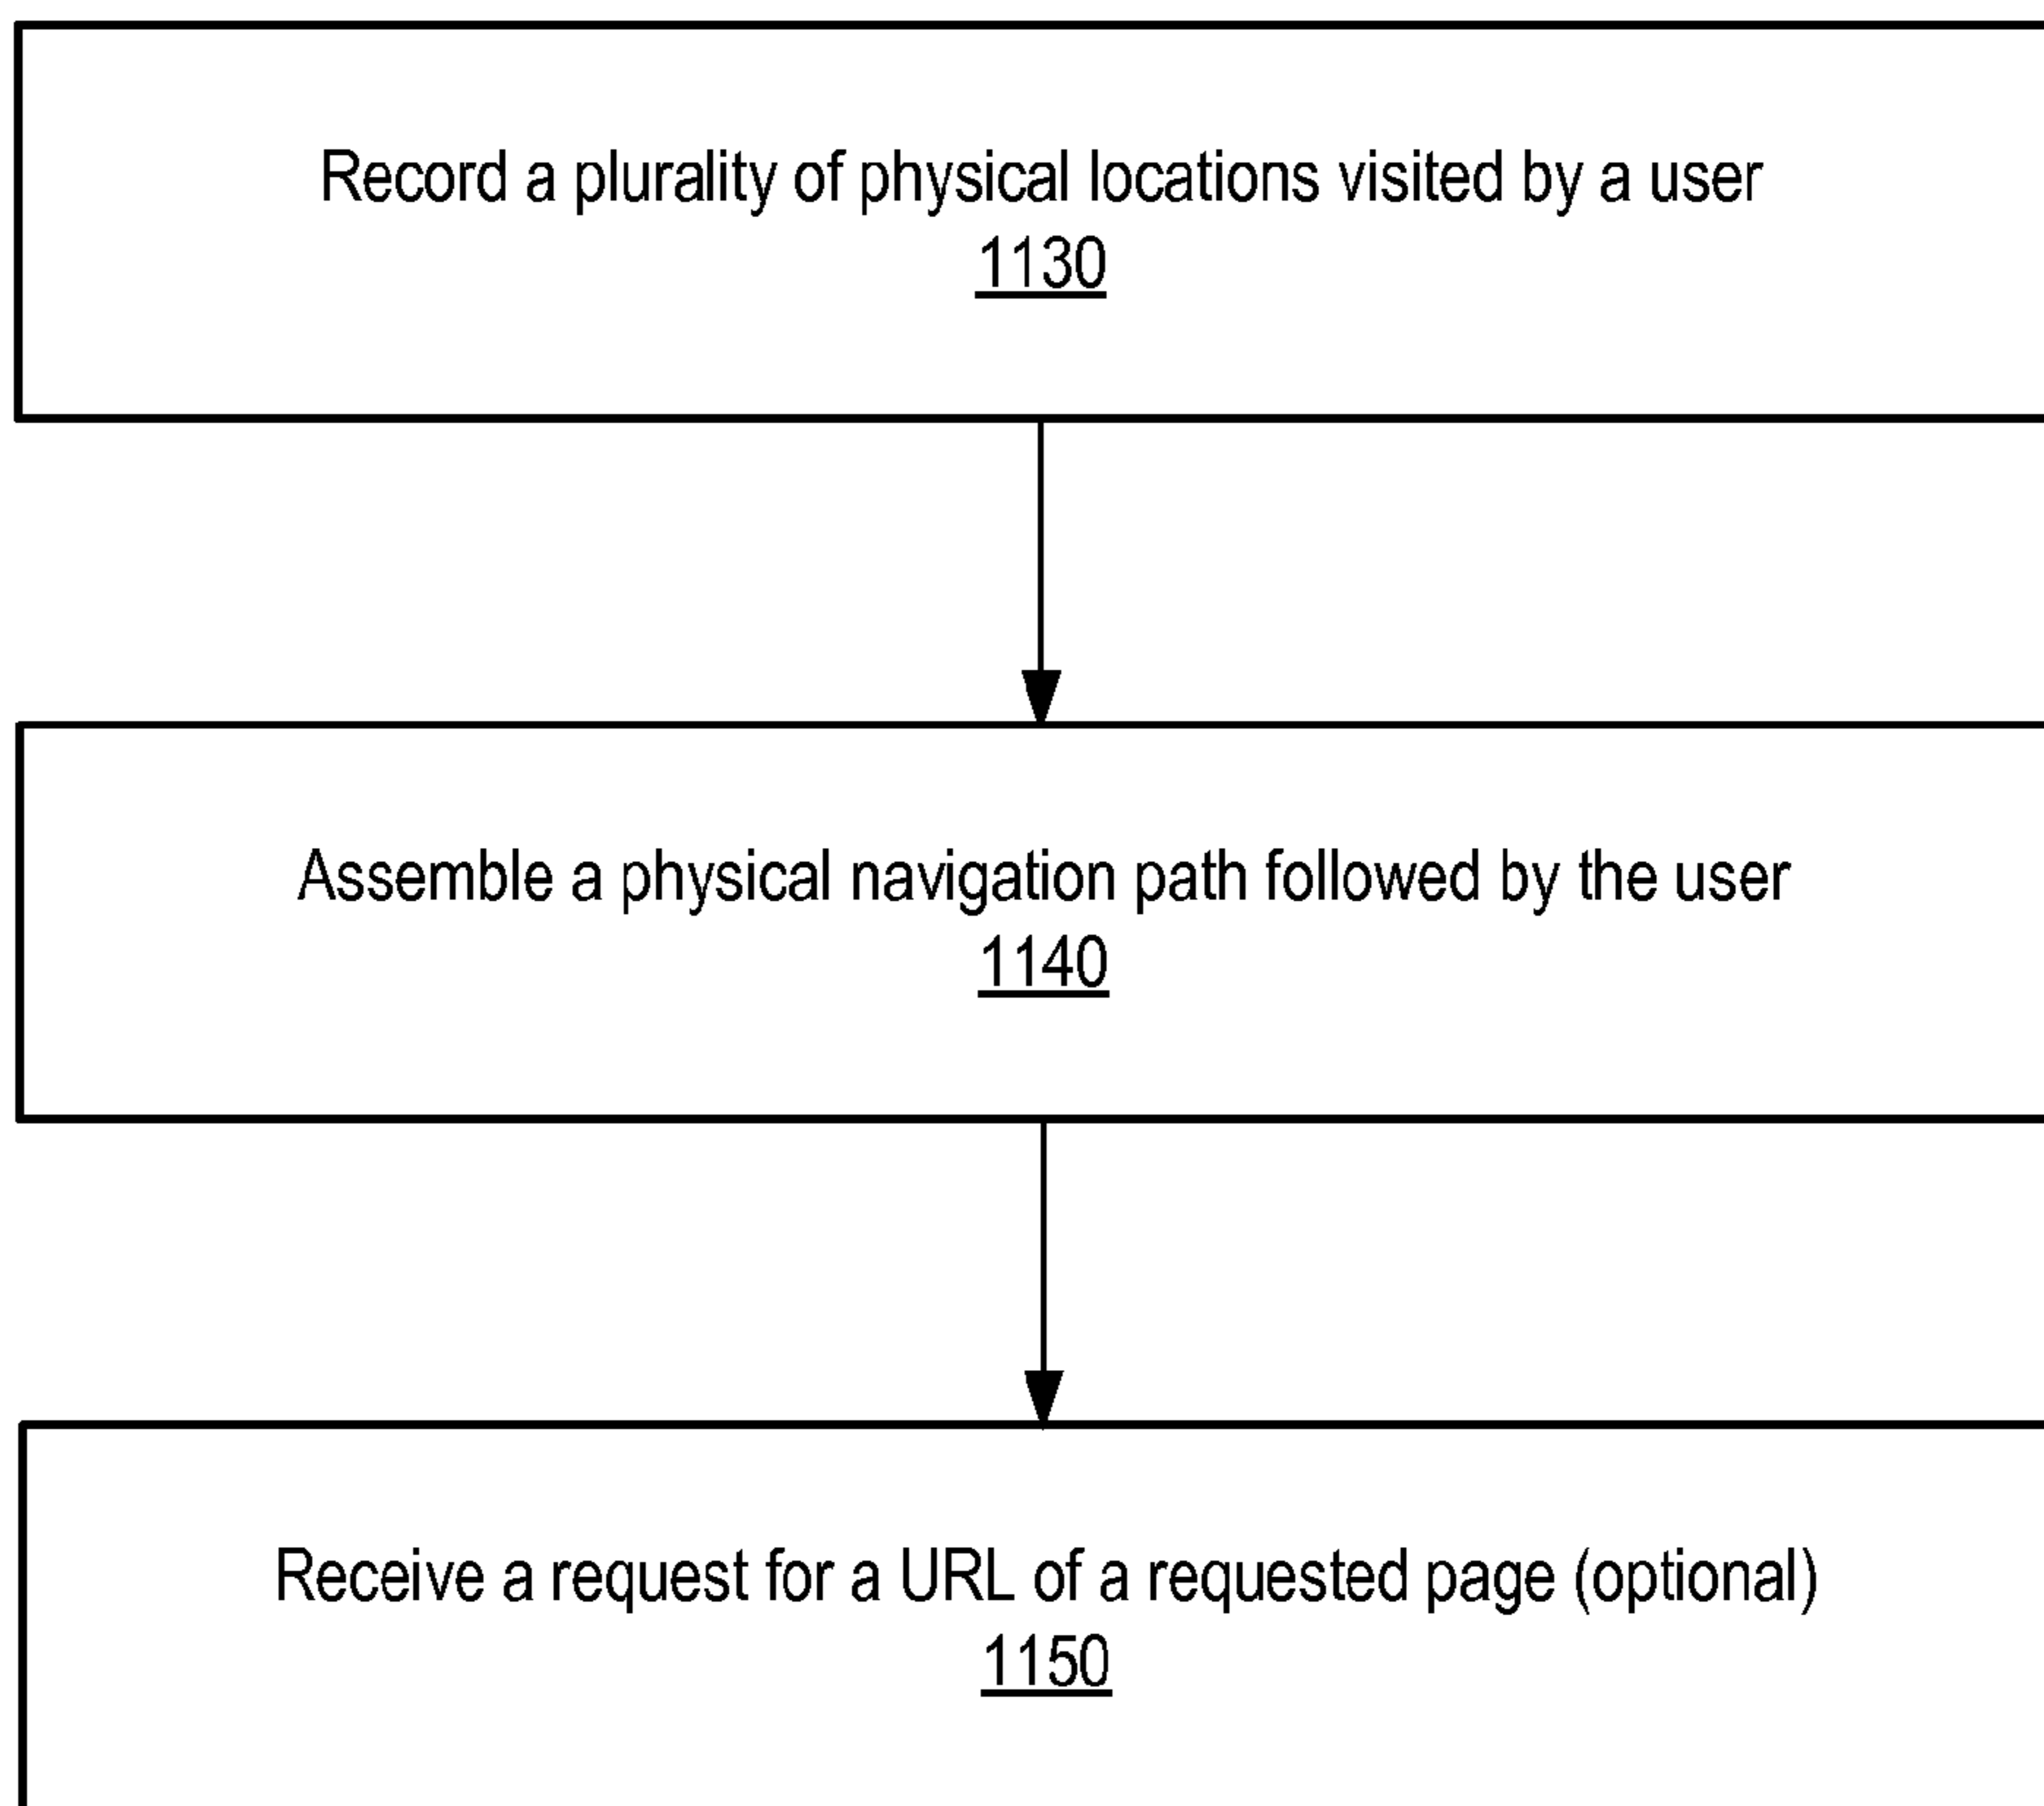 Record a plurality of physical locations visited by a user
1130
Assemble a physical navigation path followed by the user
1140
Receive a request for a URL of a requested page (optional)
1150